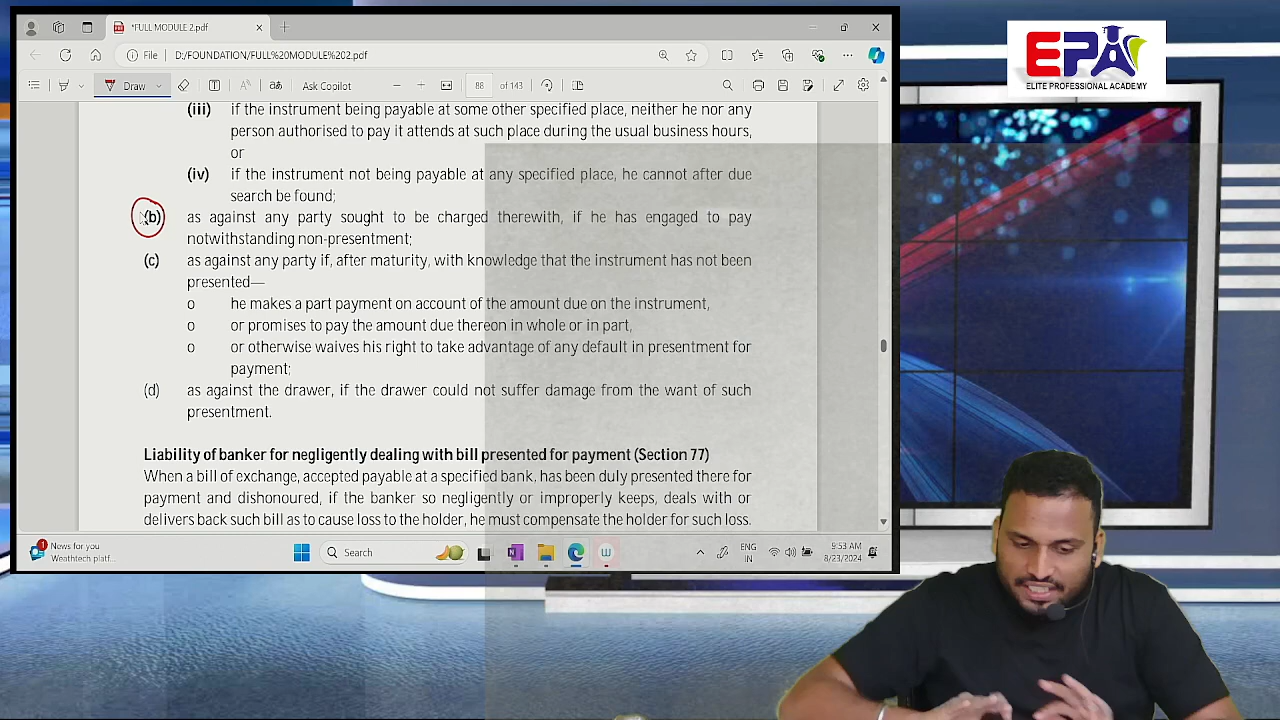 *FULL MODULE 2.pdf
File
D:/FOUNDATION/FULL%20MODULE
Draw
Ask Copilot
88 of 143
(iii) if the instrument being payable at some other specified place, neither he nor any
person authorised to pay it attends at such place during the usual business hours,
or
(iv) if the instrument not being payable at any specified place, he cannot after due
search be found;
(b) as against any party sought to be charged therewith, if he has engaged to pay
notwithstanding non-presentment;
(c) as against any party if, after maturity, with knowledge that the instrument has not been
presented—
o he makes a part payment on account of the amount due on the instrument,
o or promises to pay the amount due thereon in whole or in part,
o or otherwise waives his right to take advantage of any default in presentment for
payment;
(d) as against the drawer, if the drawer could not suffer damage from the want of such
presentment.
Liability of banker for negligently dealing with bill presented for payment (Section 77)
When a bill of exchange, accepted payable at a specified bank, has been duly presented there for
payment and dishonoured, if the banker so negligently or improperly keeps, deals with or
delivers back such bill as to cause loss to the holder, he must compensate the holder for such loss.
News for you
Weathtech platf...
Search
ENG
IN
9:53 AM
8/23/2024
EPA
ELITE PROFESSIONAL ACADEMY